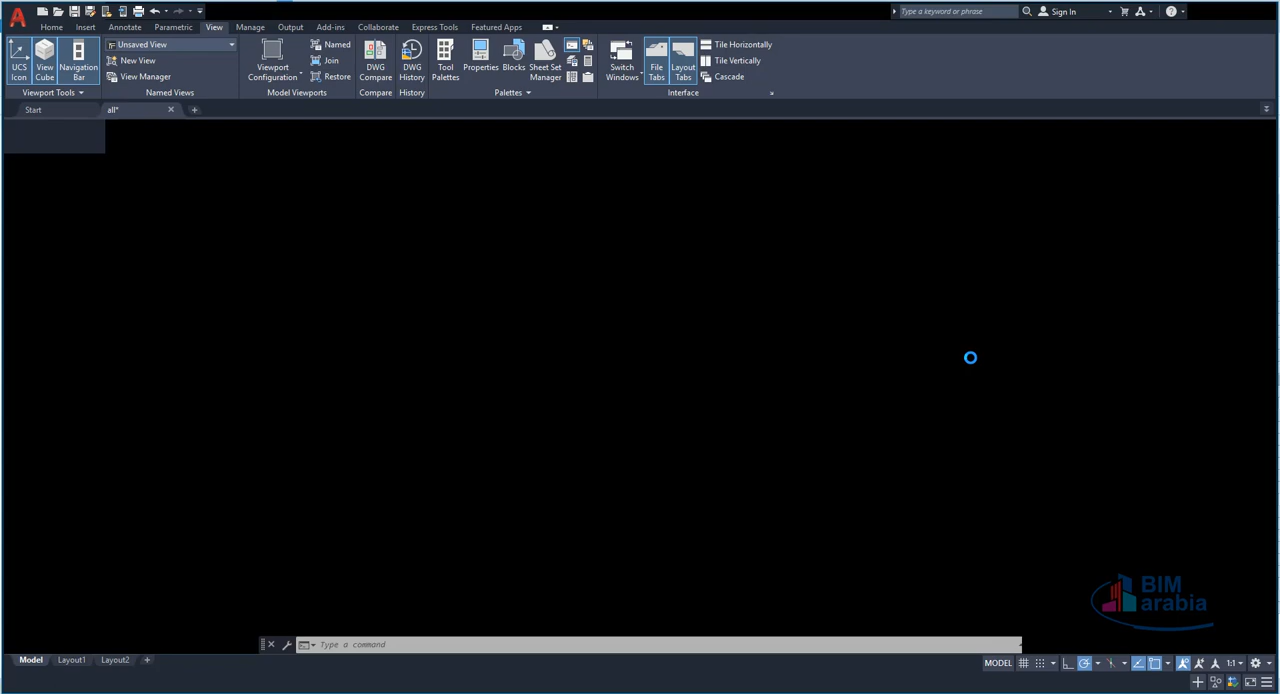 Type a keyword or phrase
Sign In
Home Insert Annotate Parametric View Manage Output Add-ins Collaborate Express Tools Featured Apps
UCS Icon
View Cube
Navigation Bar
Viewport Tools
Unsaved View
New View
View Manager
Named Views
Viewport Configuration
Named
Join
Restore
Model Viewports
DWG Compare
Compare
DWG History
History
Tool Palettes
Properties
Blocks
Sheet Set Manager
Palettes
Switch Windows
File Tabs
Layout Tabs
Tile Horizontally
Tile Vertically
Cascade
Interface
Start
all*
BIM
arabia
Type a command
Model Layout1 Layout2
MODEL
1:1